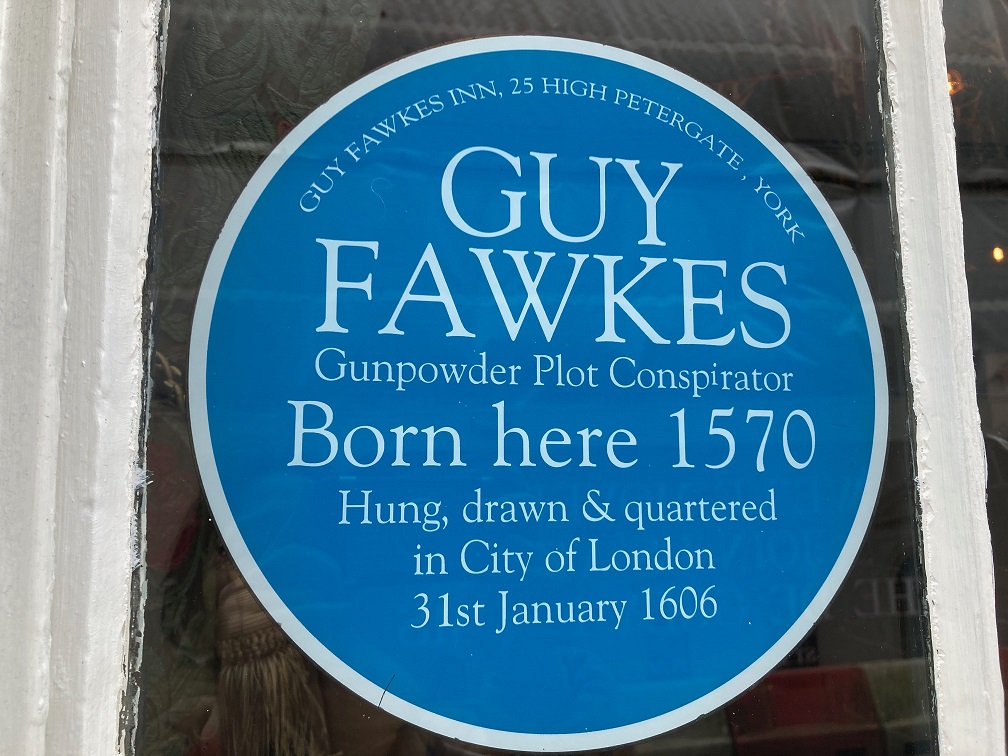 GUY FAWKES INN, 25 HIGH PETERGATE, YORK
GUY
FAWKES
Gunpowder Plot Conspirator
Born here 1570
Hung, drawn & quartered
in City of London
31st January 1606